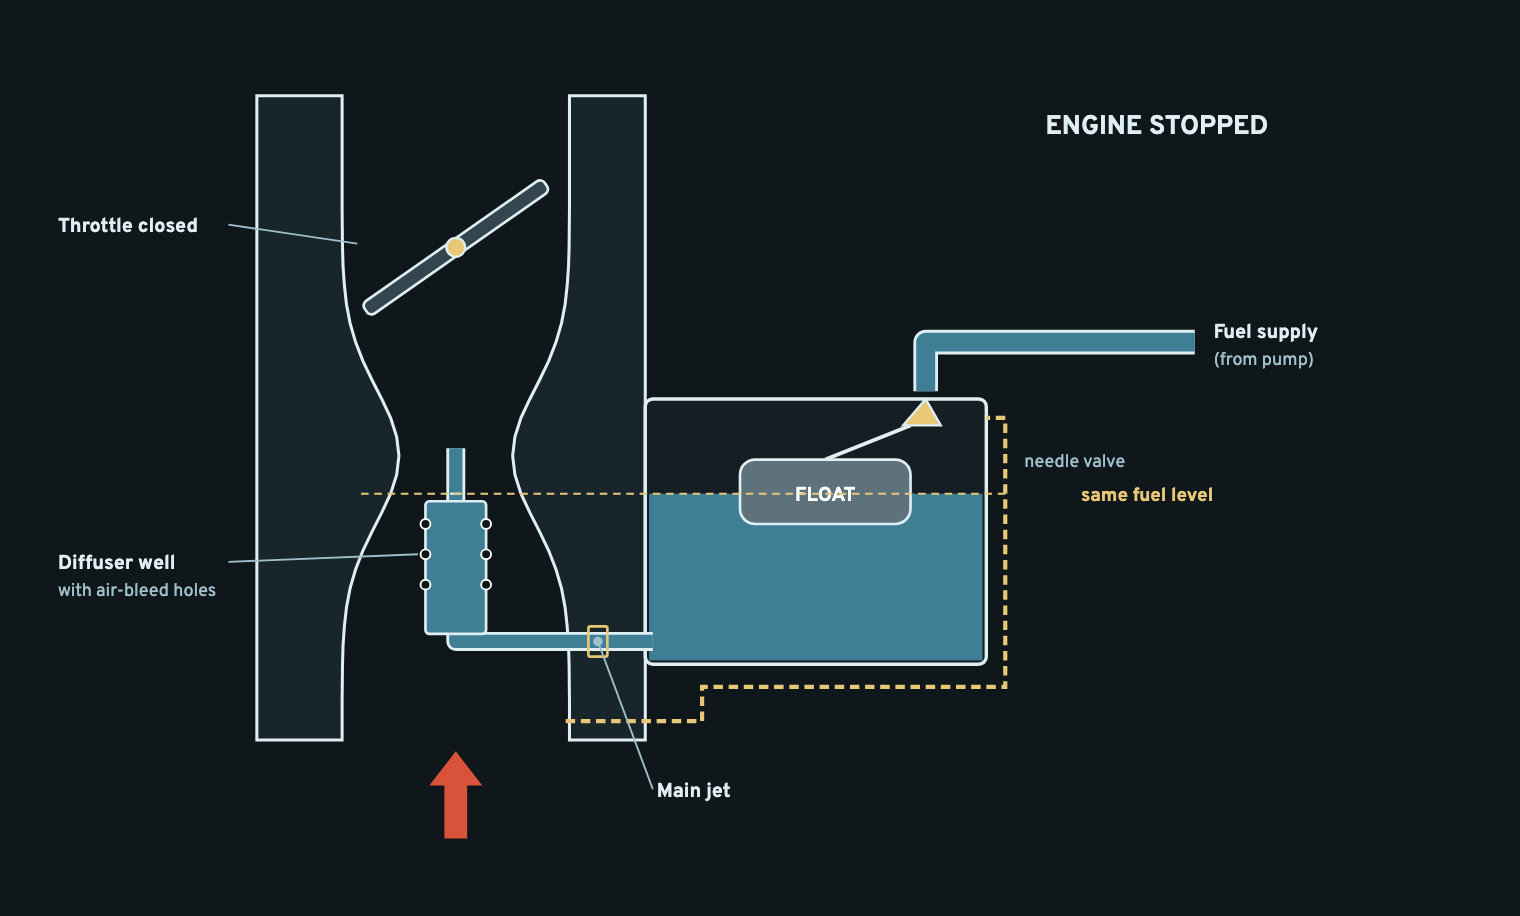 ENGINE STOPPED
Throttle closed
Fuel supply
(from pump)
needle valve
FLOAT
same fuel level
Diffuser well
with air-bleed holes
Main jet